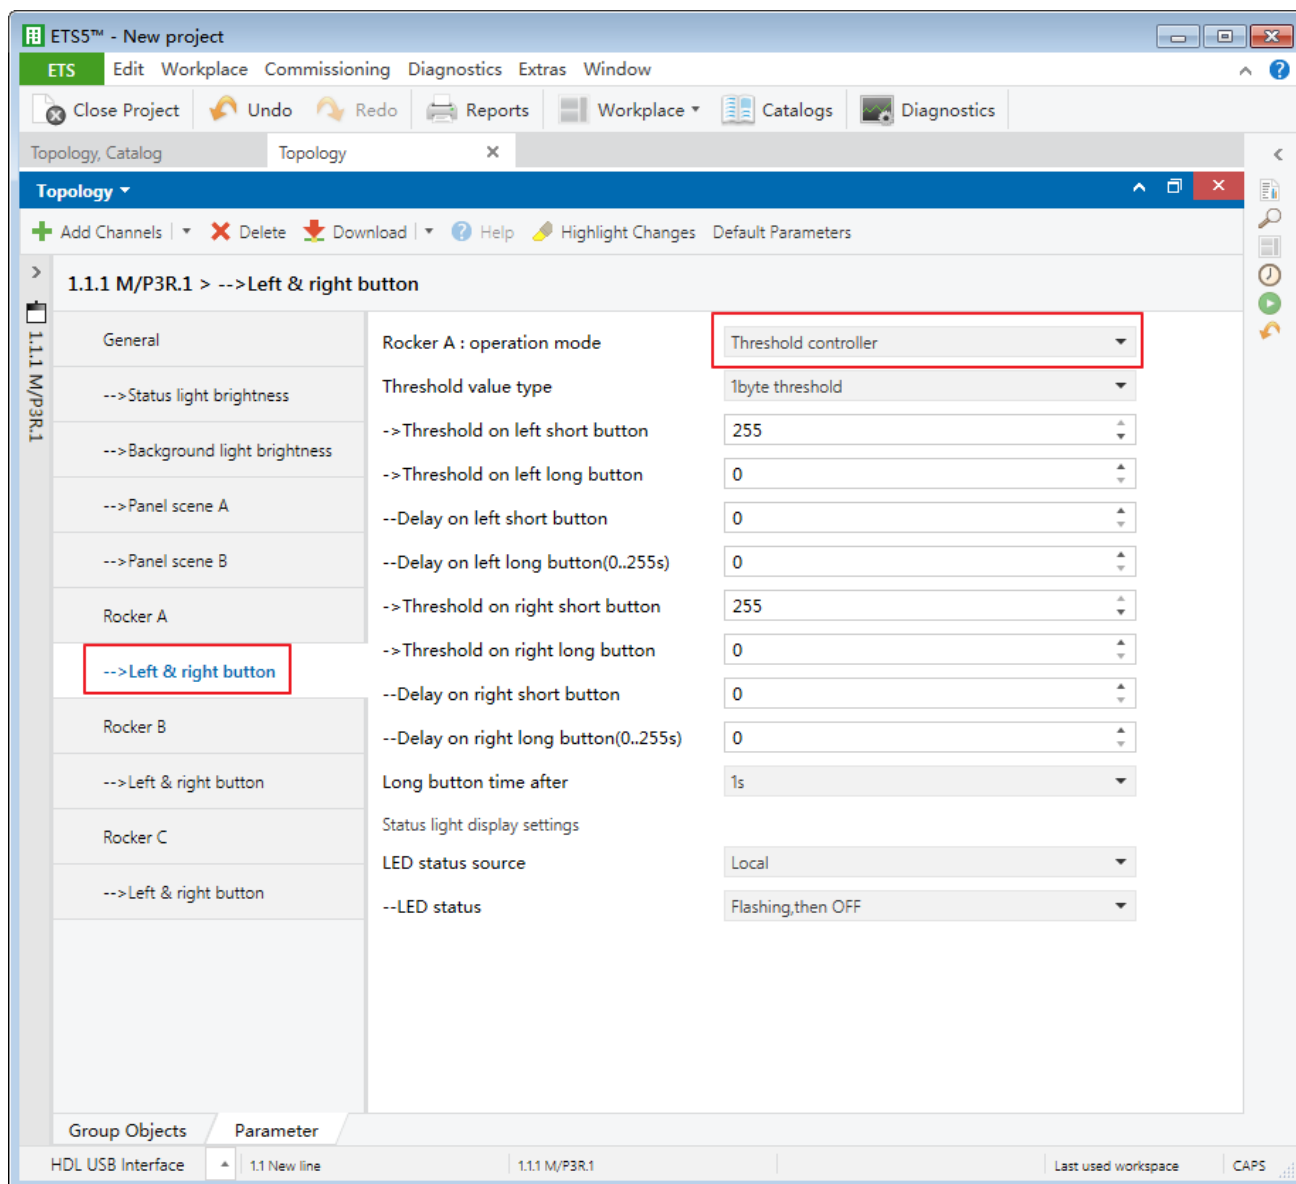 ETS5™ - New project
ETS Edit Workplace Commissioning Diagnostics Extras Window
Close Project Undo Redo Reports Workplace Catalogs Diagnostics
Topology, Catalog Topology
Topology
Add Channels Delete Download Help Highlight Changes Default Parameters
1.1.1 M/P3R.1 > -->Left & right button
1.1.1 M/P3R.1
General
-->Status light brightness
-->Background light brightness
-->Panel scene A
-->Panel scene B
Rocker A
-->Left & right button
Rocker B
-->Left & right button
Rocker C
-->Left & right button
Rocker A : operation mode Threshold controller
Threshold value type 1byte threshold
->Threshold on left short button 255
->Threshold on left long button 0
--Delay on left short button 0
--Delay on left long button(0..255s) 0
->Threshold on right short button 255
->Threshold on right long button 0
--Delay on right short button 0
--Delay on right long button(0..255s) 0
Long button time after 1s
Status light display settings
LED status source Local
--LED status Flashing,then OFF
Group Objects Parameter
HDL USB Interface 1.1 New line 1.1.1 M/P3R.1 Last used workspace CAPS